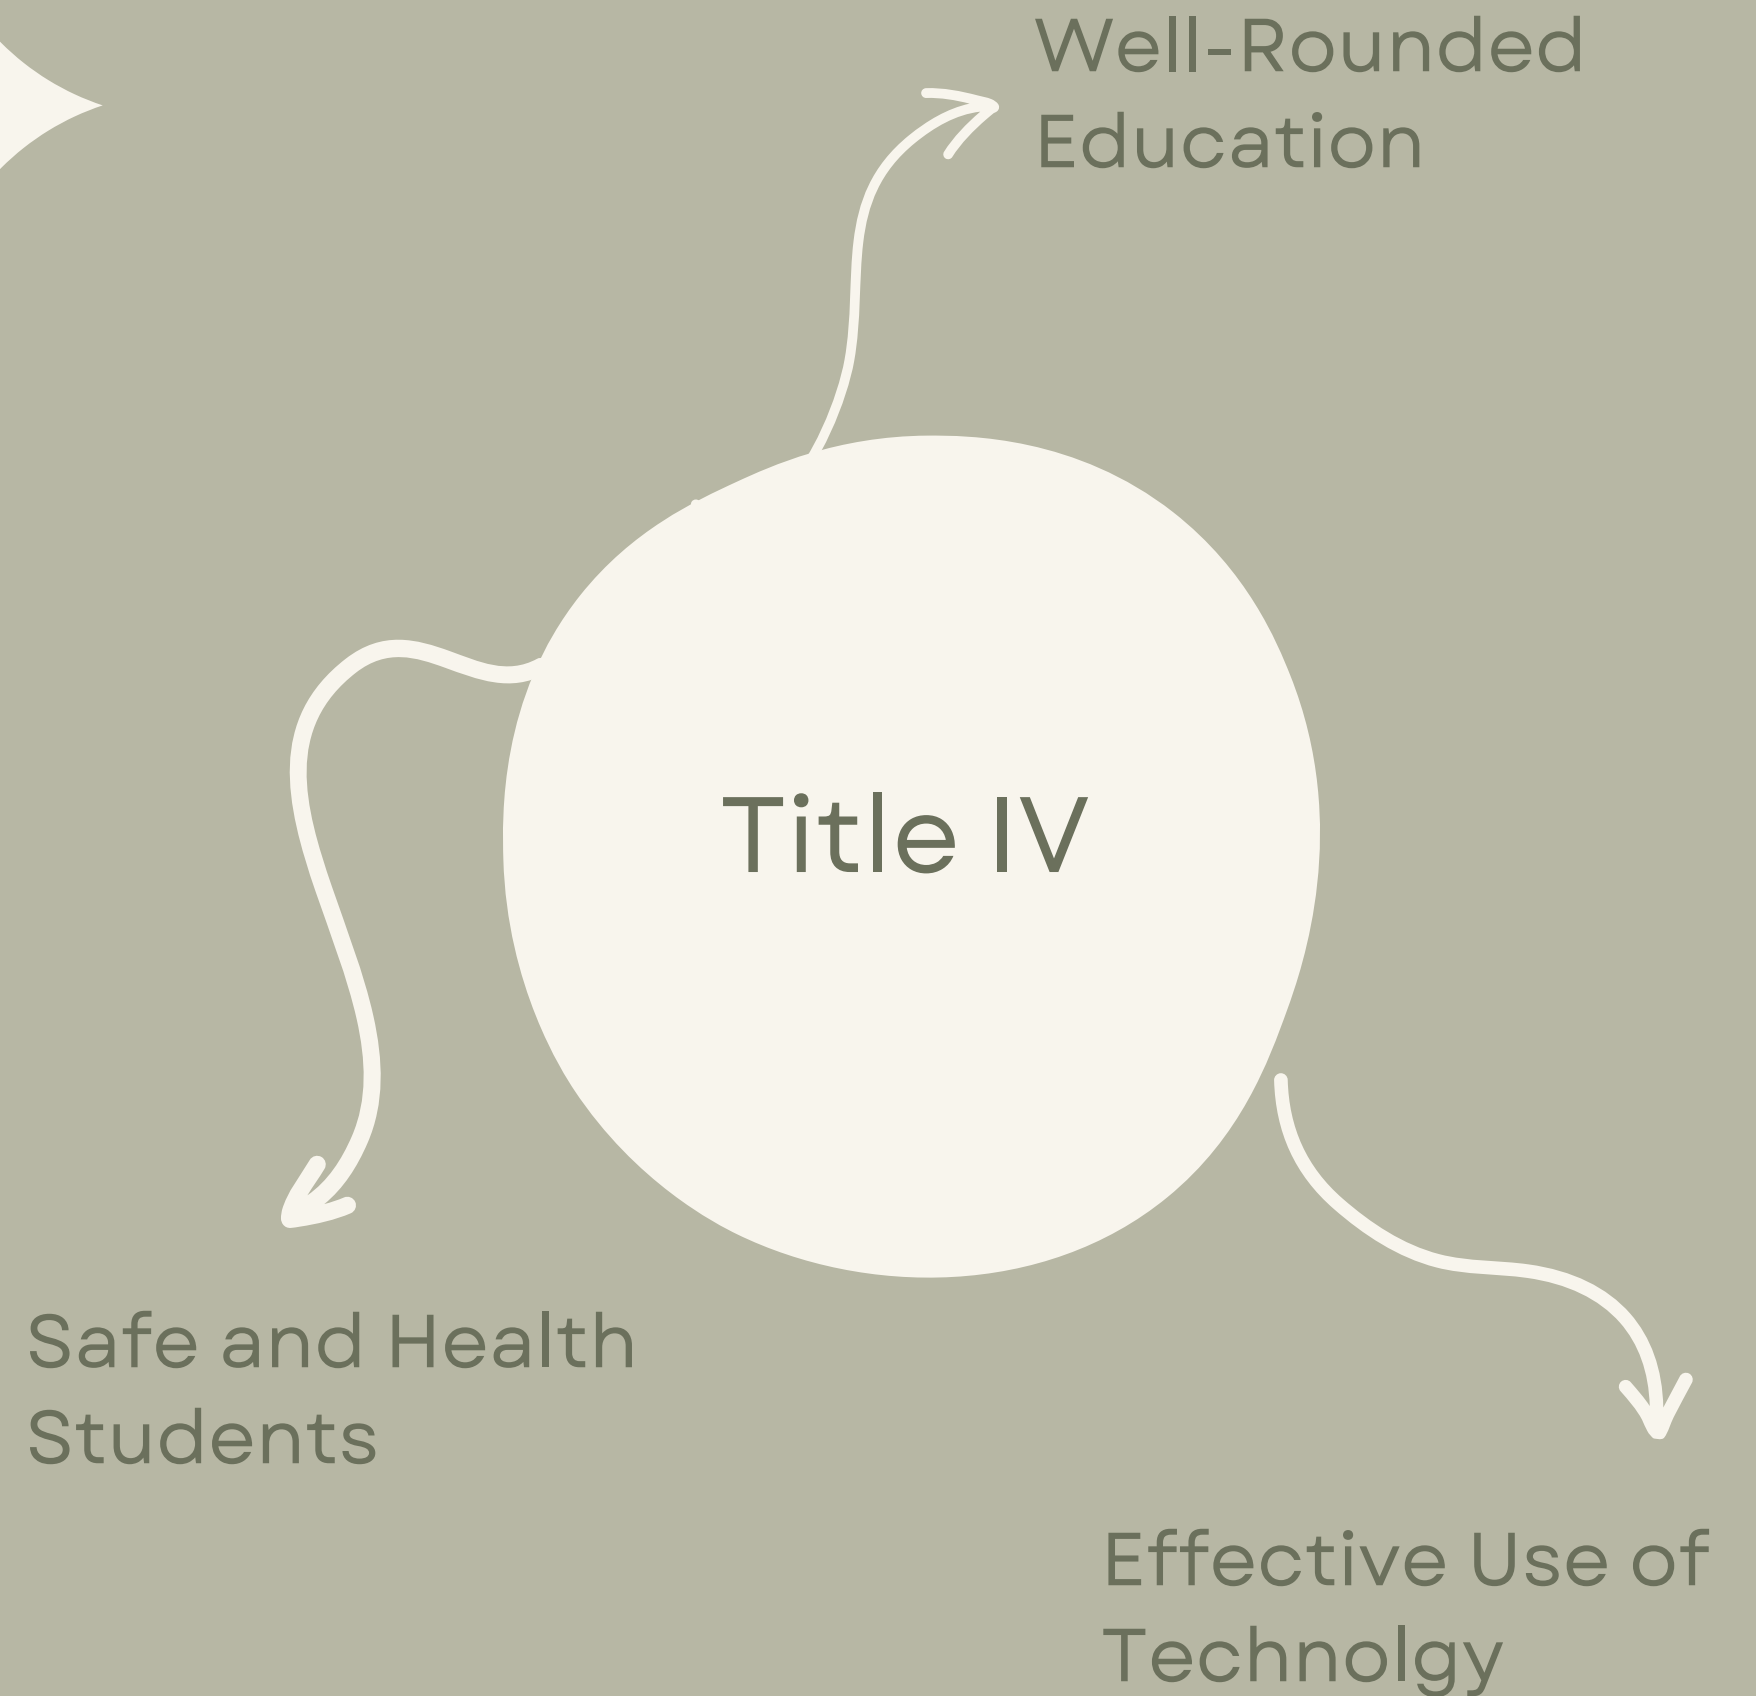 Well-Rounded
Education
Title IV
Safe and Health
Students
Effective Use of
Technolgy